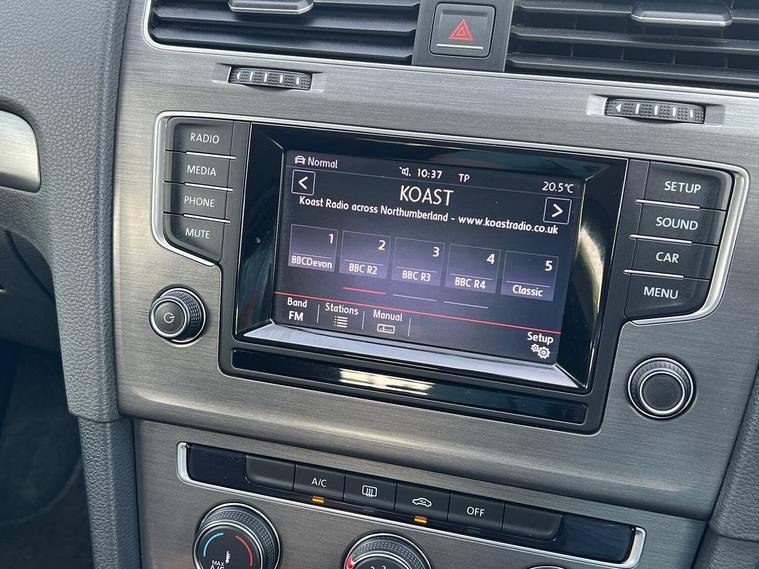 RADIO
MEDIA
PHONE
MUTE
Normal
10:37
TP
20.5°C
KOAST
Koast Radio across Northumberland - www.koastradio.co.uk
1
BBCDevon
2
BBC R2
3
BBC R3
4
BBC R4
5
Classic
Band
FM
Stations
Manual
Setup
SETUP
SOUND
CAR
MENU
A/C
OFF
MAX
A/C